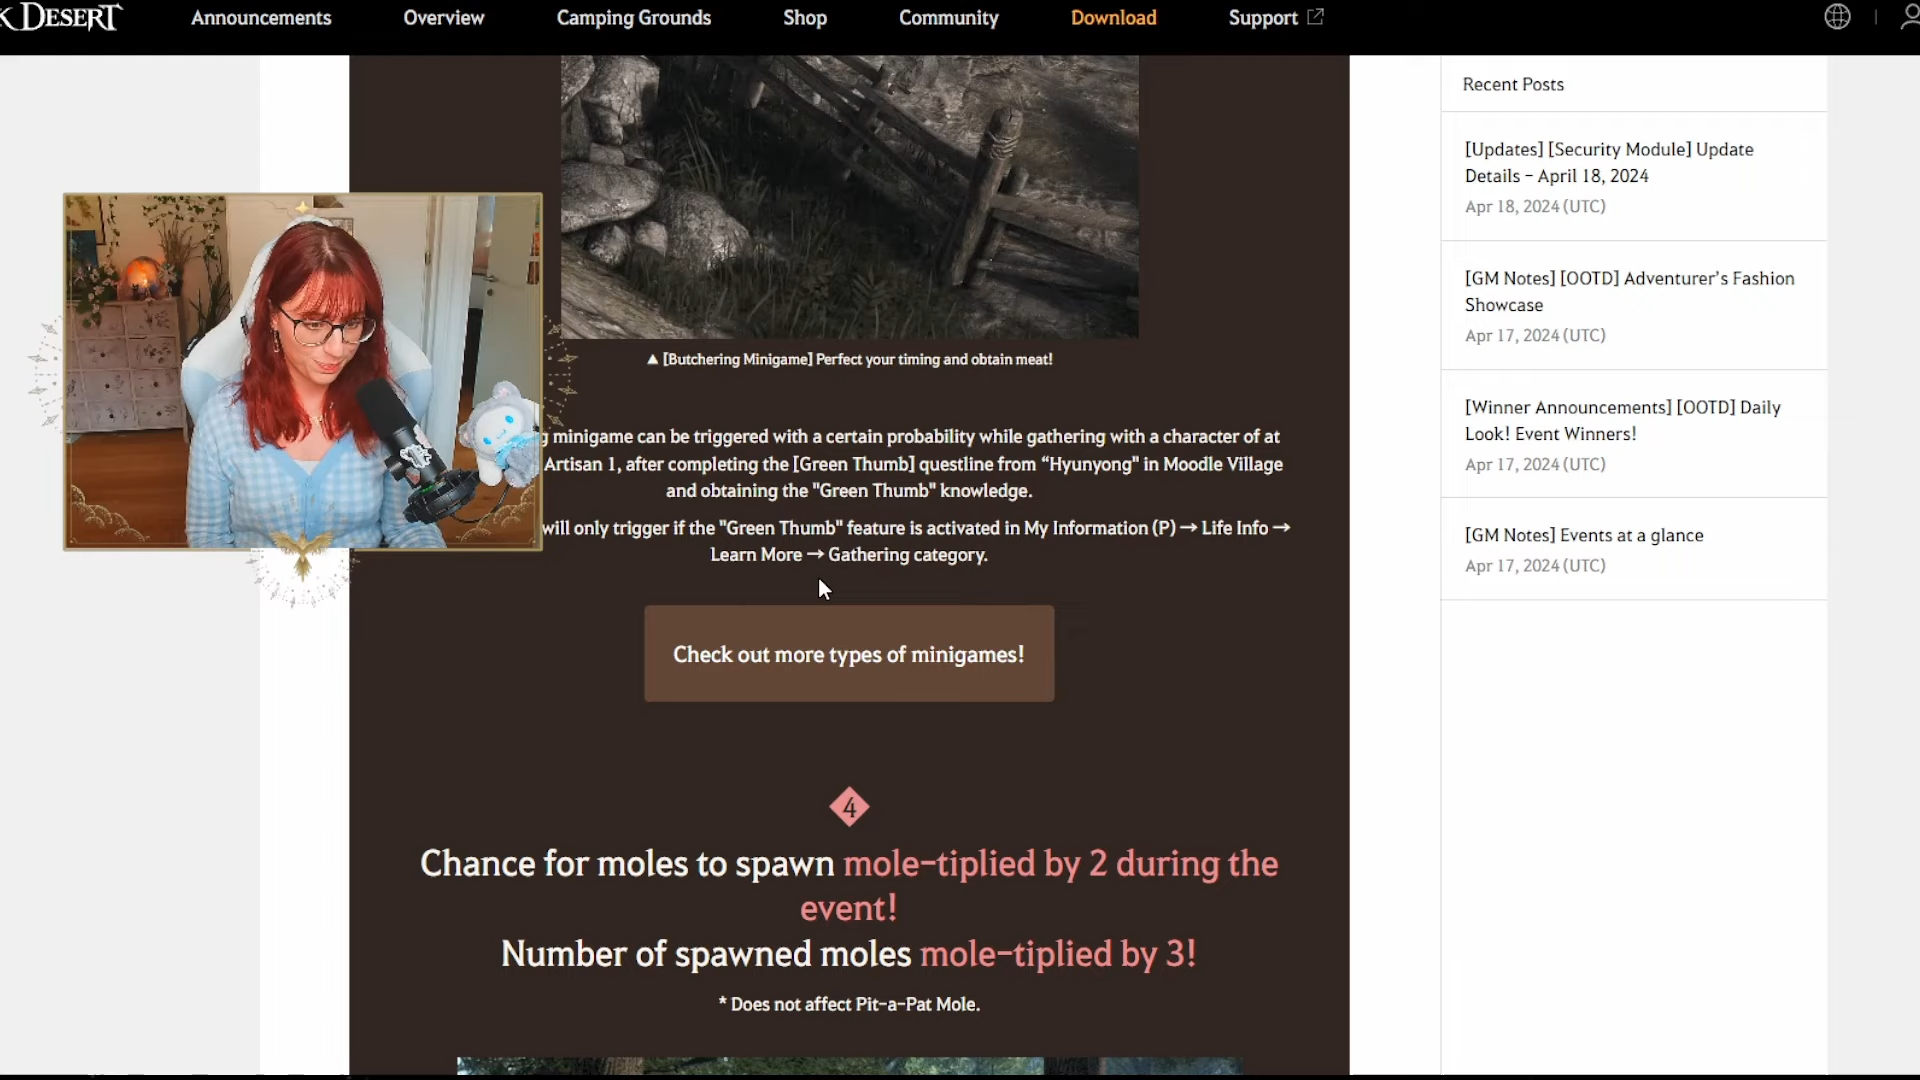 K DESERT
Announcements
Overview
Camping Grounds
Shop
Community
Download
Support
▲ [Butchering Minigame] Perfect your timing and obtain meat!
g minigame can be triggered with a certain probability while gathering with a character of at
Artisan 1, after completing the [Green Thumb] questline from “Hyunyong" in Moodle Village
and obtaining the "Green Thumb" knowledge.
will only trigger if the "Green Thumb" feature is activated in My Information (P) → Life Info →
Learn More → Gathering category.
Check out more types of minigames!
4
Chance for moles to spawn mole-tiplied by 2 during the
event!
Number of spawned moles mole-tiplied by 3!
* Does not affect Pit-a-Pat Mole.
Recent Posts
[Updates] [Security Module] Update
Details – April 18, 2024
Apr 18, 2024 (UTC)
[GM Notes] [OOTD] Adventurer’s Fashion
Showcase
Apr 17, 2024 (UTC)
[Winner Announcements] [OOTD] Daily
Look! Event Winners!
Apr 17, 2024 (UTC)
[GM Notes] Events at a glance
Apr 17, 2024 (UTC)